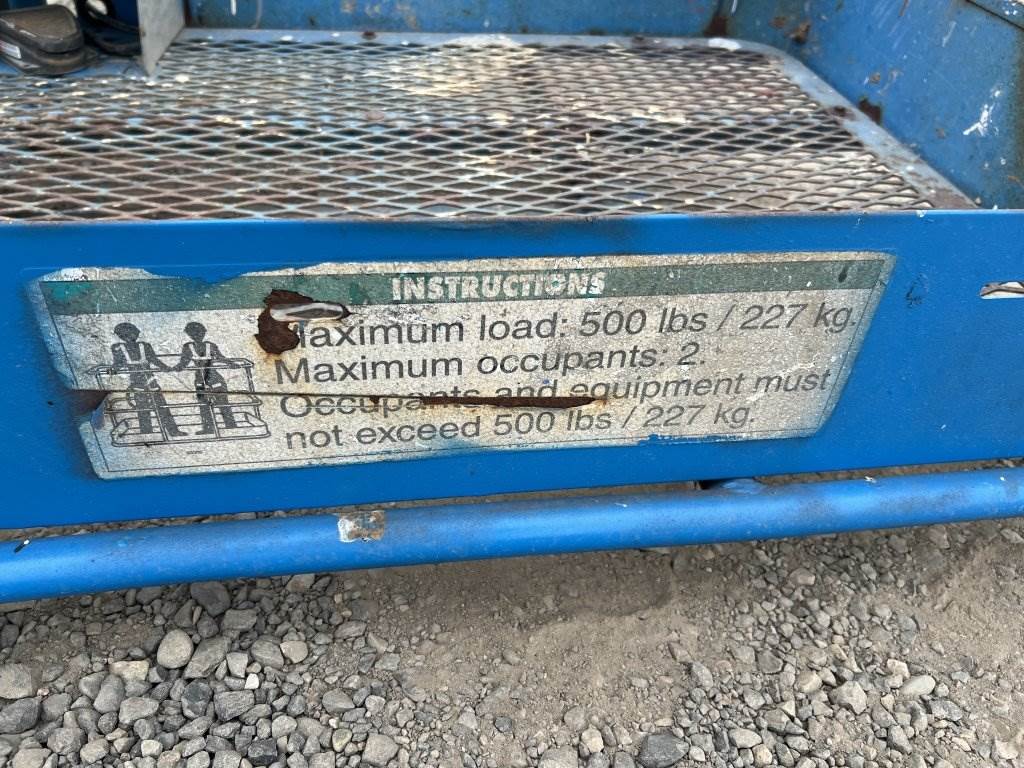 INSTRUCTIONS
Maximum load: 500 lbs / 227 kg.
Maximum occupants: 2.
Occupants and equipment must
not exceed 500 lbs / 227 kg.